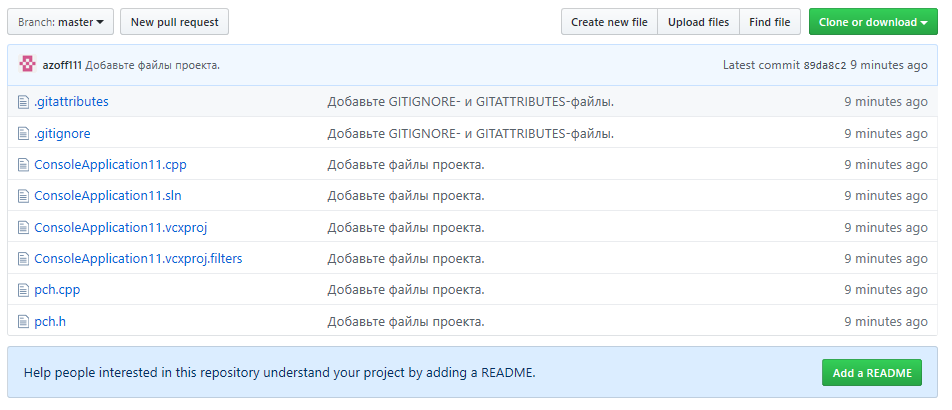 Branch: master New pull request Create new file Upload files Find file Clone or download
azoff111 Добавьте файлы проекта. Latest commit 89da8c2 9 minutes ago
.gitattributes Добавьте GITIGNORE- и GITATTRIBUTES-файлы. 9 minutes ago
.gitignore Добавьте GITIGNORE- и GITATTRIBUTES-файлы. 9 minutes ago
ConsoleApplication11.cpp Добавьте файлы проекта. 9 minutes ago
ConsoleApplication11.sln Добавьте файлы проекта. 9 minutes ago
ConsoleApplication11.vcxproj Добавьте файлы проекта. 9 minutes ago
ConsoleApplication11.vcxproj.filters Добавьте файлы проекта. 9 minutes ago
pch.cpp Добавьте файлы проекта. 9 minutes ago
pch.h Добавьте файлы проекта. 9 minutes ago
Help people interested in this repository understand your project by adding a README. Add a README